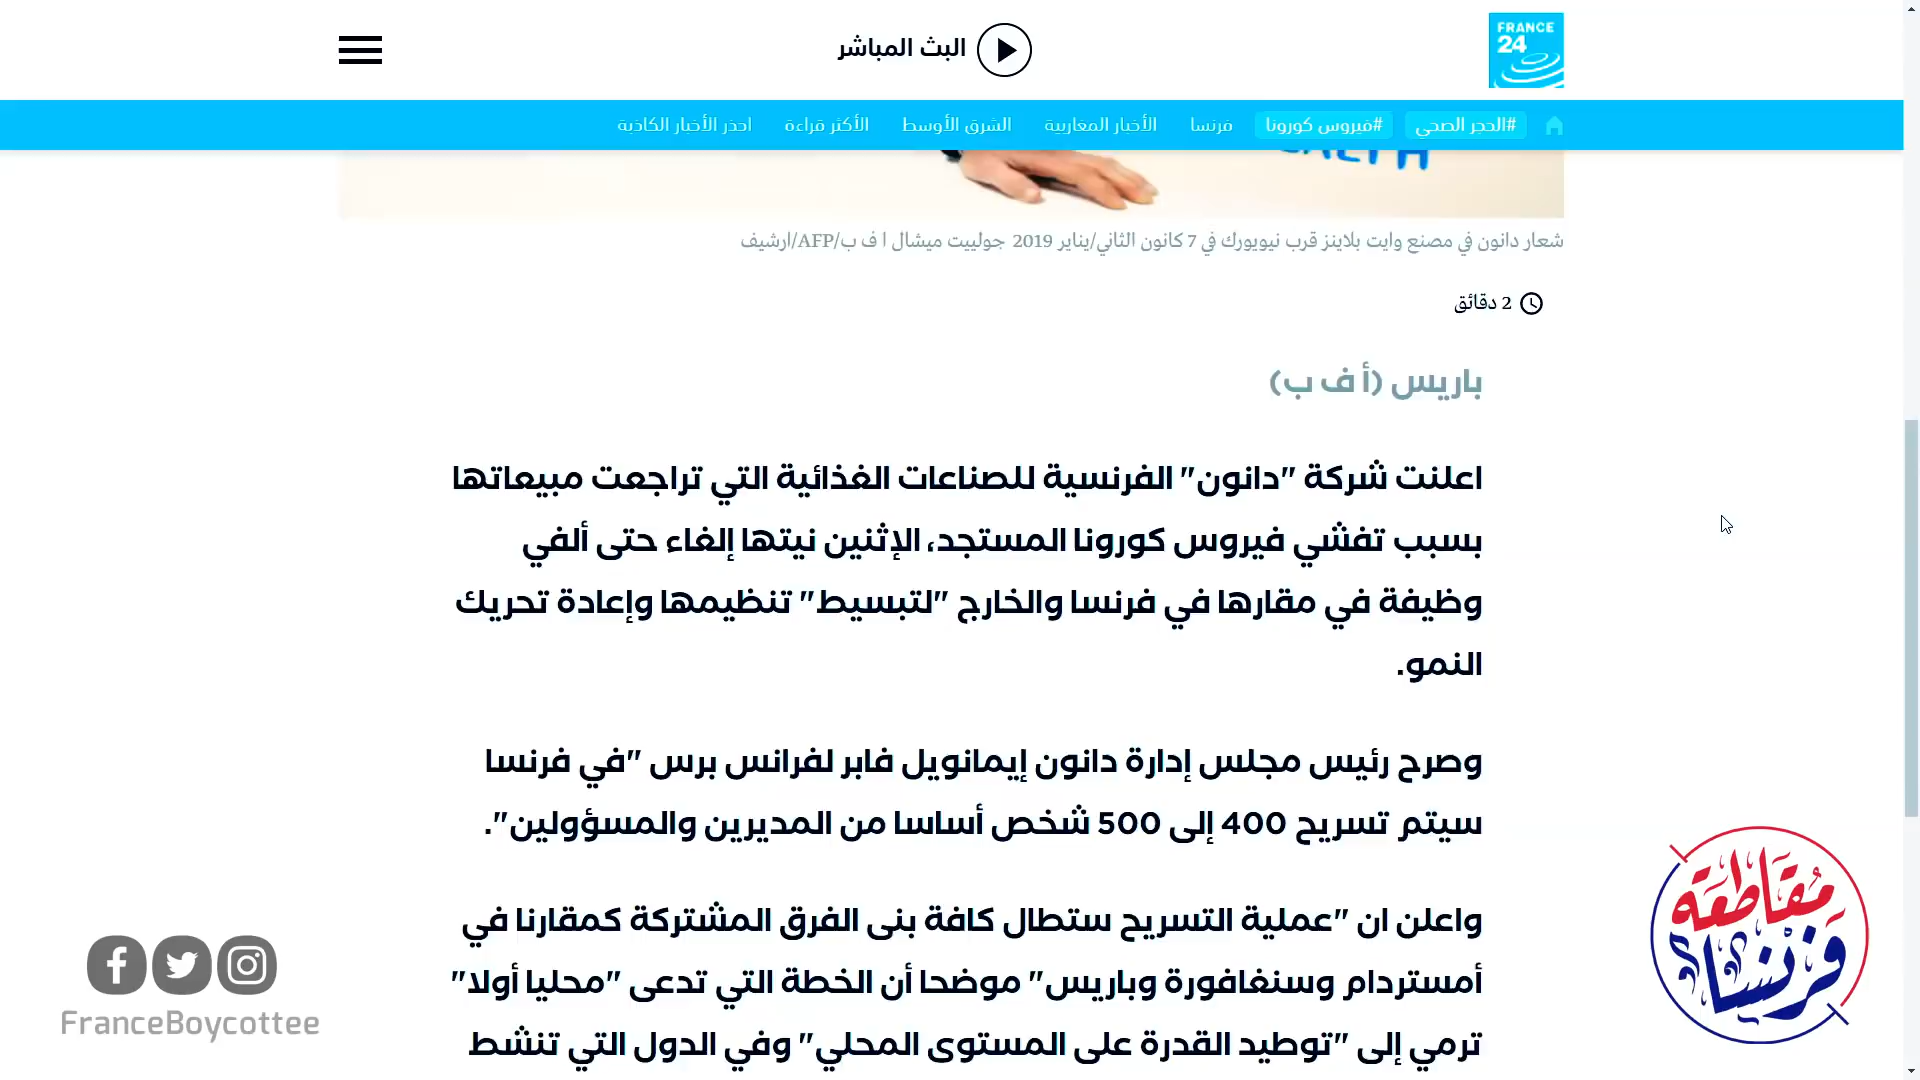 FRANCE
24
البث المباشر
#الحجر الصحي
#فيروس كورونا
فرنسا
الأخبار المغاربية
الشرق الأوسط
الأكثر قراءة
احذر الأخبار الكاذبة
شعار دانون في مصنع وايت بلاينز قرب نيويورك في 7 كانون الثاني/يناير 2019 جولييت ميشال ا ف ب/AFP/ارشيف
2 دقائق
باريس (أ ف ب)
اعلنت شركة "دانون" الفرنسية للصناعات الغذائية التي تراجعت مبيعاتها
بسبب تفشي فيروس كورونا المستجد، الإثنين نيتها إلغاء حتى ألفي
وظيفة في مقارها في فرنسا والخارج "لتبسيط" تنظيمها وإعادة تحريك
النمو.
وصرح رئيس مجلس إدارة دانون إيمانويل فابر لفرانس برس "في فرنسا
سيتم تسريح 400 إلى 500 شخص أساسا من المديرين والمسؤولين".
واعلن ان "عملية التسريح ستطال كافة بنى الفرق المشتركة كمقارنا في
أمستردام وسنغافورة وباريس" موضحا أن الخطة التي تدعى "محليا أولا"
ترمي إلى "توطيد القدرة على المستوى المحلي" وفي الدول التي تنشط
مُقَاطَعَة
فَرَنْسَا
FranceBoycottee